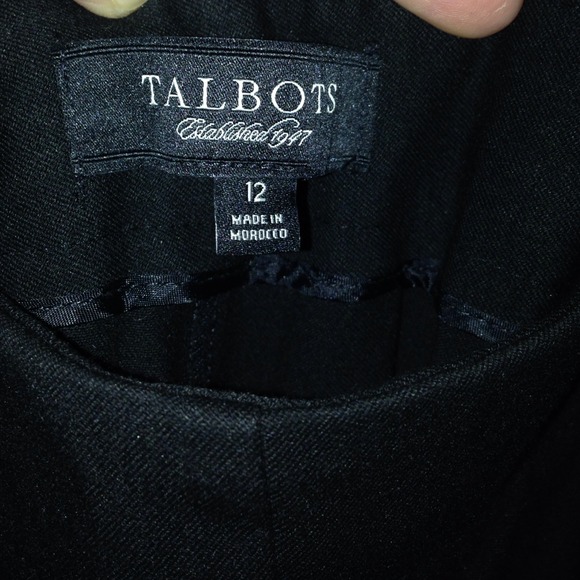 TALBOTS
Established 1947
12
MADE IN
MOROCCO